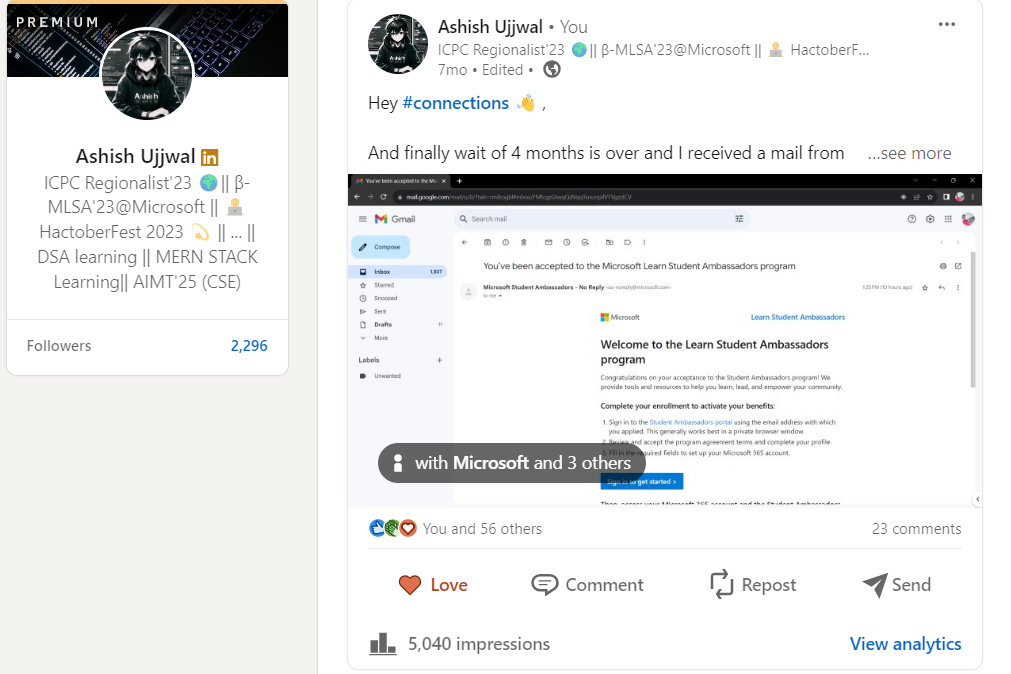 PREMIUM
Ashish
Ashish Ujjwal in
ICPC Regionalist'23 🌍|| β-
MLSA'23@Microsoft || 👨‍💻
HactoberFest 2023 💫 || ... ||
DSA learning || MERN STACK
Learning|| AIMT'25 (CSE)
Followers 2,296
Ashish Ujjwal • You
ICPC Regionalist'23 🌍|| β-MLSA'23@Microsoft || 👨‍💻 HactoberF...
7mo • Edited •
Hey #connections 👋 ,
And finally wait of 4 months is over and I received a mail from ...see more
You've been accepted to the Mi
Gmail
Search mail
Compose
Inbox 1,837
Starred
Snoozed
Sent
Drafts 11
More
Labels
Unwanted
You've been accepted to the Microsoft Learn Student Ambassadors program
Microsoft Student Ambassadors - No Reply
to me
1:25 PM (10 hours ago)
Microsoft Learn Student Ambassadors
Welcome to the Learn Student Ambassadors
program
Congratulations on your acceptance to the Student Ambassadors program! We
provide tools and resources to help you learn, lead, and empower your community.
Complete your enrollment to activate your benefits:
1. Sign in to the Student Ambassadors portal using the email address with which
you applied. This generally works best in a private browser window.
2. Review and accept the program agreement terms and complete your profile.
3. Fill in the required fields to set up your Microsoft 365 account.
with Microsoft and 3 others
Sign in to get started >
Then, access your Microsoft 365 account and the Student Ambassadors
You and 56 others 23 comments
Love Comment Repost Send
5,040 impressions View analytics